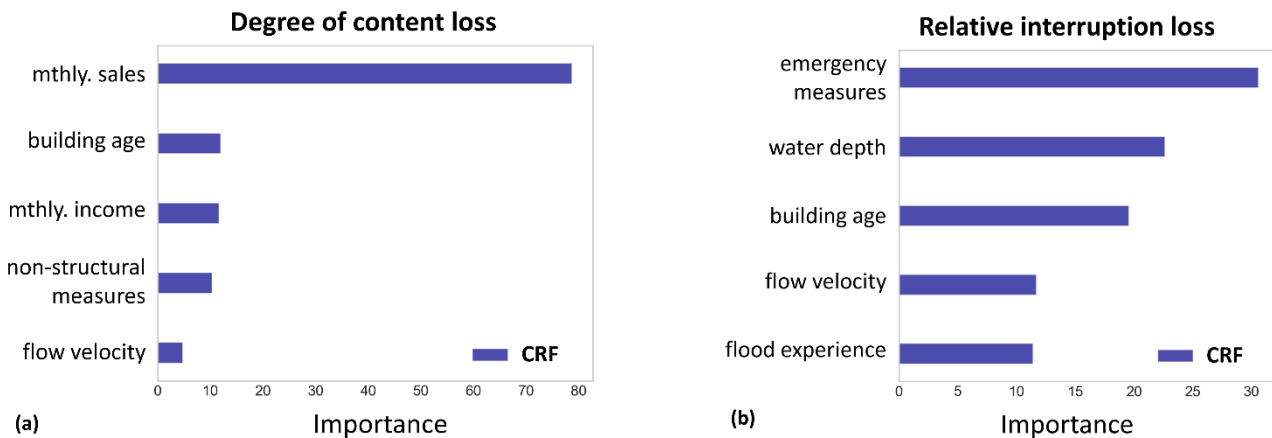 Degree of content loss
mthly. sales
building age
mthly. income
non-structural
measures
flow velocity
CRF
0 10 20 30 40 50 60 70 80
(a)
Importance
Relative interruption loss
emergency
measures
water depth
building age
flow velocity
flood experience
CRF
0 5 10 15 20 25 30
(b)
Importance